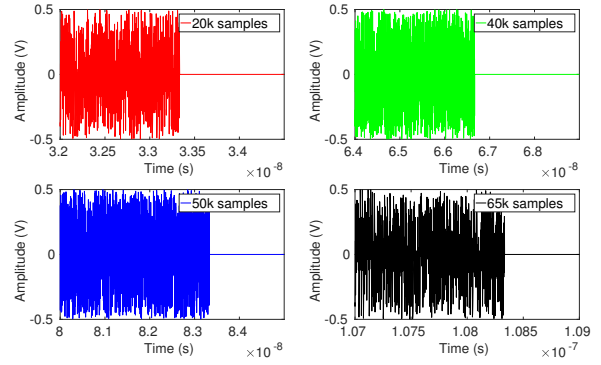 0.5
20k samples
0
-0.5
Amplitude (V)
3.2 3.25 3.3 3.35 3.4
Time (s)
×10⁻⁸
0.5
40k samples
0
-0.5
Amplitude (V)
6.4 6.5 6.6 6.7 6.8
Time (s)
×10⁻⁸
0.5
50k samples
0
-0.5
Amplitude (V)
8 8.1 8.2 8.3 8.4
Time (s)
×10⁻⁸
0.5
65k samples
0
-0.5
Amplitude (V)
1.07 1.075 1.08 1.085 1.09
Time (s)
×10⁻⁷